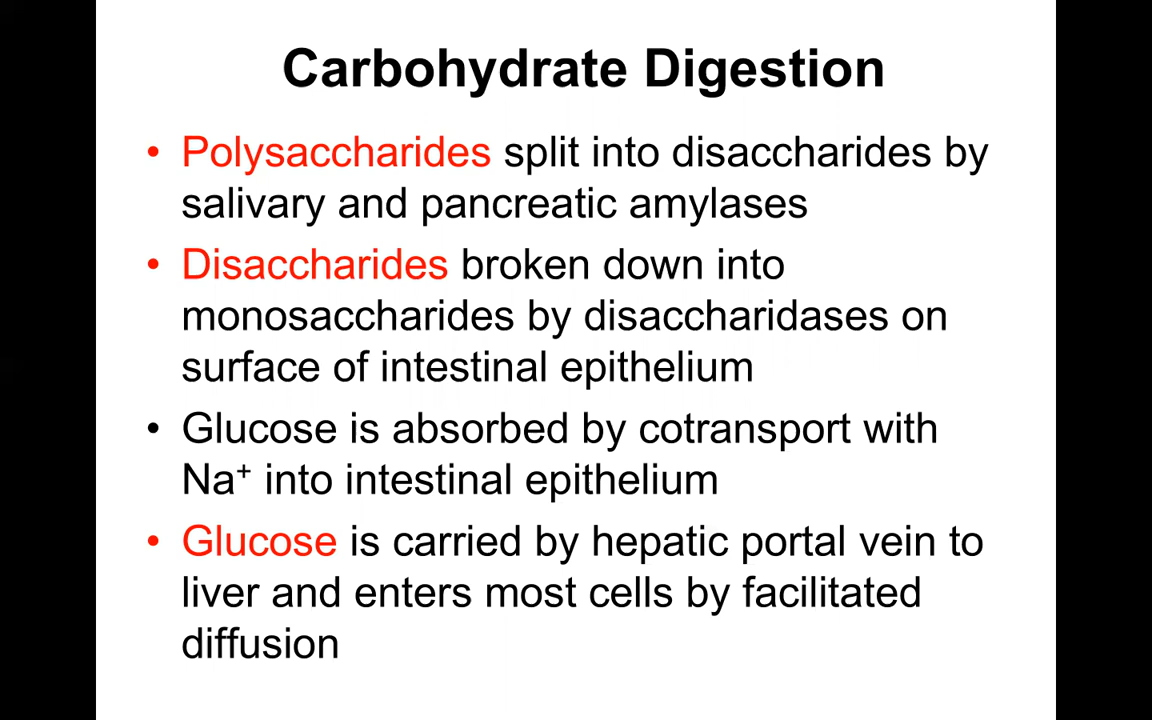 Carbohydrate Digestion
• Polysaccharides split into disaccharides by
salivary and pancreatic amylases
• Disaccharides broken down into
monosaccharides by disaccharidases on
surface of intestinal epithelium
• Glucose is absorbed by cotransport with
Na⁺ into intestinal epithelium
• Glucose is carried by hepatic portal vein to
liver and enters most cells by facilitated
diffusion